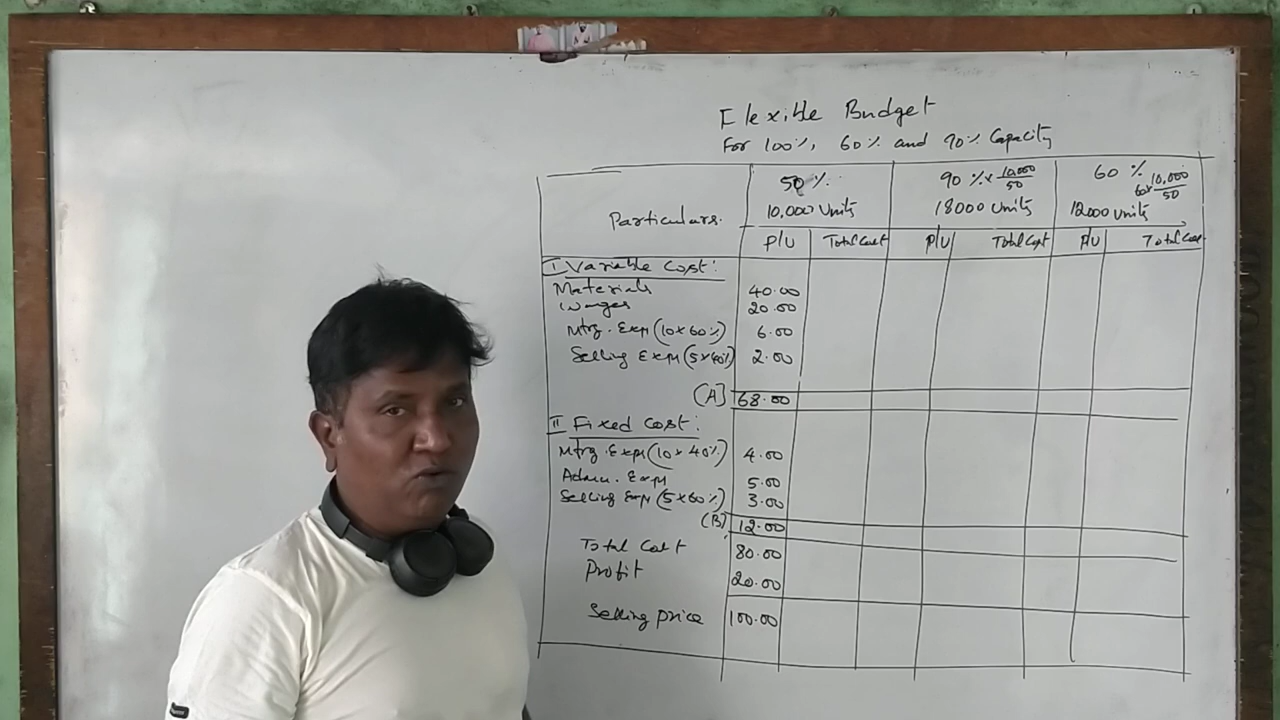 Flexible Budget
For 100%, 60% and 90% Capacity
Particulars.
50 %
10,000 Units
90 % x 10,000/50
18000 Units
60 %
60x 10,000/50
12000 Units
P/U Total Cost P/U Total Cost P/U Total Cost
I Variable Cost:
Materials 40.00
Wages 20.00
Mfrg. Exp (10x60%) 6.00
Selling Exp (5x40%) 2.00
(A) 68.00
II Fixed Cost:
Mfrg. Exp (10x40%) 4.00
Admn. Exp 5.00
Selling Exp (5x60%) 3.00
(B) 12.00
Total Cost 80.00
Profit 20.00
Selling price 100.00